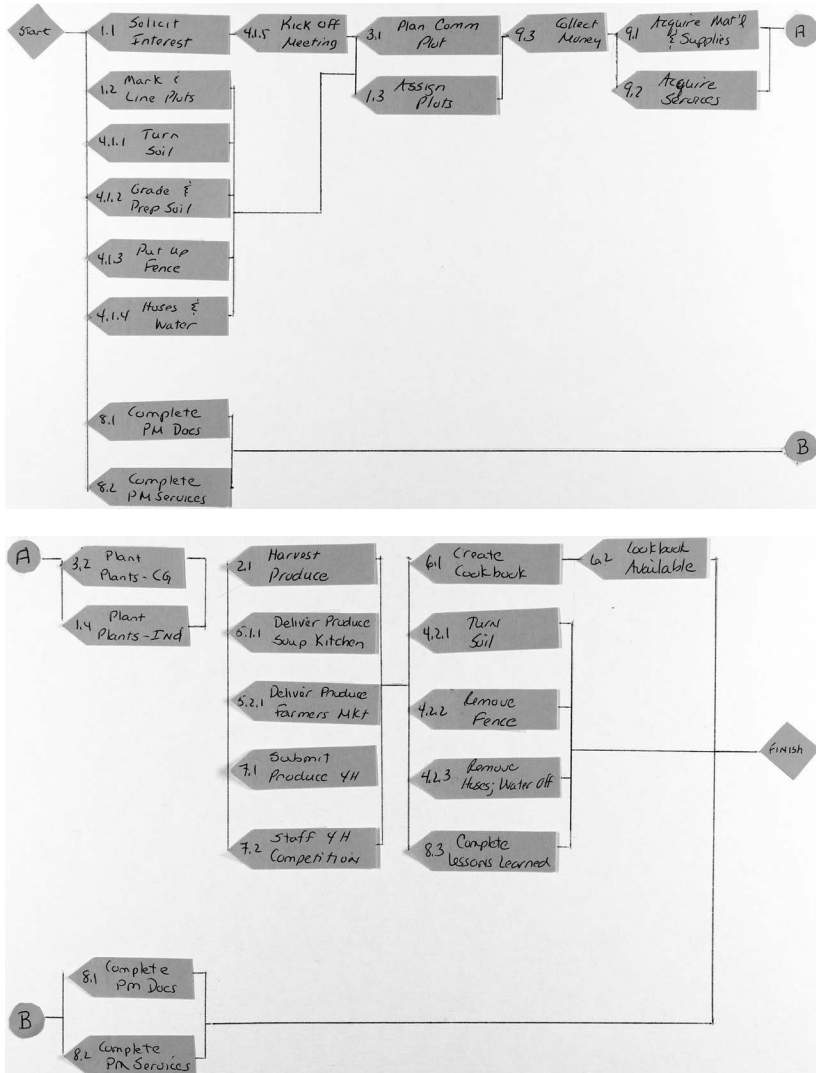 Start
1.1 Solicit
Interest
4.1.5 Kick Off
Meeting
3.1 Plan Comm
Plot
9.3 Collect
Money
9.1 Acquire Mat'l
& Supplies
A
1.2 Mark &
Line Plots
1.3 Assign
Plots
9.2 Acquire
Services
4.1.1 Turn
Soil
4.1.2 Grade &
Prep Soil
4.1.3 Put up
Fence
4.1.4 Hoses &
Water
8.1 Complete
PM Docs
B
8.2 Complete
PM Services
A
3.2 Plant
Plants-CG
2.1 Harvest
Produce
6.1 Create
Cookbook
6.2 Cookbook
Available
1.4 Plant
Plants-Ind
5.1.1 Deliver Produce
Soup Kitchen
4.2.1 Turn
Soil
5.2.1 Deliver Produce
Farmers Mkt
4.2.2 Remove
Fence
7.1 Submit
Produce 4H
4.2.3 Remove
Hoses; Water Off
FINISH
7.2 Staff 4H
Competition
8.3 Complete
Lessons Learned
8.1 Complete
PM Docs
B
8.2 Complete
PM Services